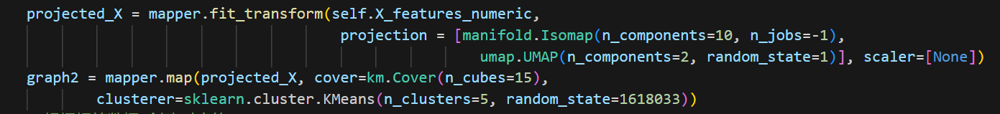 projected_X = mapper.fit_transform(self.X_features_numeric,
projection = [manifold.Isomap(n_components=10, n_jobs=-1),
umap.UMAP(n_components=2, random_state=1)], scaler=[None])
graph2 = mapper.map(projected_X, cover=km.Cover(n_cubes=15),
clusterer=sklearn.cluster.KMeans(n_clusters=5, random_state=1618033))